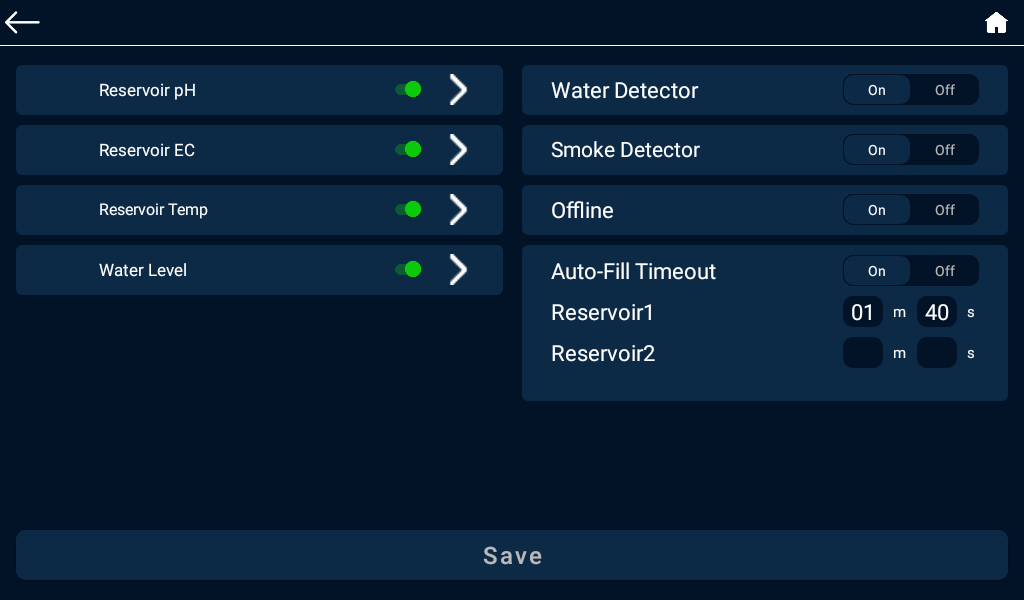 Reservoir pH
Reservoir EC
Reservoir Temp
Water Level
Water Detector On Off
Smoke Detector On Off
Offline On Off
Auto-Fill Timeout On Off
Reservoir1 01 m 40 s
Reservoir2 m s
Save